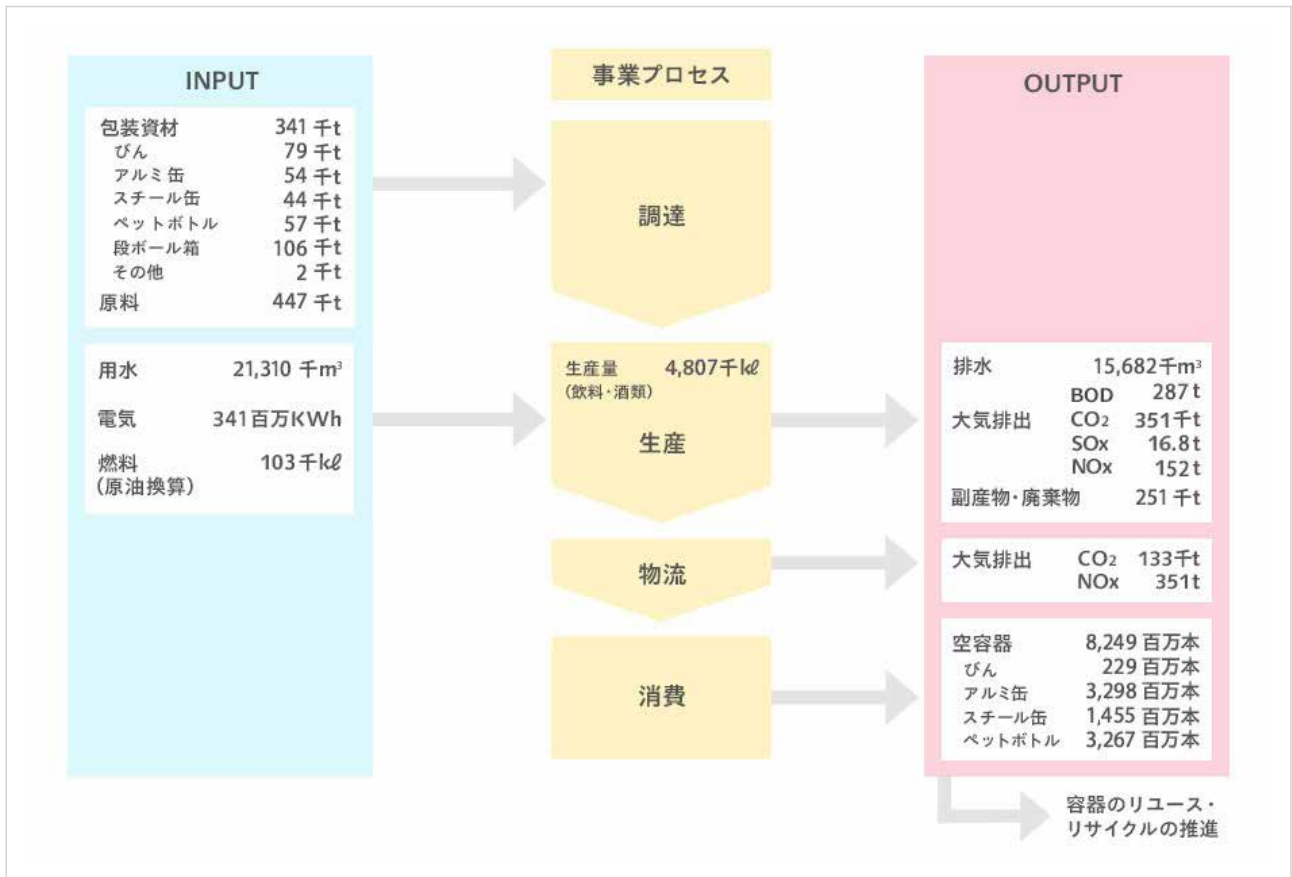 INPUT
包装資材 341 千t
びん 79 千t
アルミ缶 54 千t
スチール缶 44 千t
ペットボトル 57 千t
段ボール箱 106 千t
その他 2 千t
原料 447 千t
用水 21,310 千m³
電気 341百万KWh
燃料 103千kℓ
(原油換算)
事業プロセス
調達
生産量 4,807千kℓ
(飲料・酒類)
生産
物流
消費
OUTPUT
排水 15,682千m³
BOD 287t
大気排出 CO₂ 351千t
SOx 16.8t
NOx 152t
副産物・廃棄物 251千t
大気排出 CO₂ 133千t
NOx 351t
空容器 8,249 百万本
びん 229 百万本
アルミ缶 3,298 百万本
スチール缶 1,455 百万本
ペットボトル 3,267 百万本
容器のリユース・
リサイクルの推進